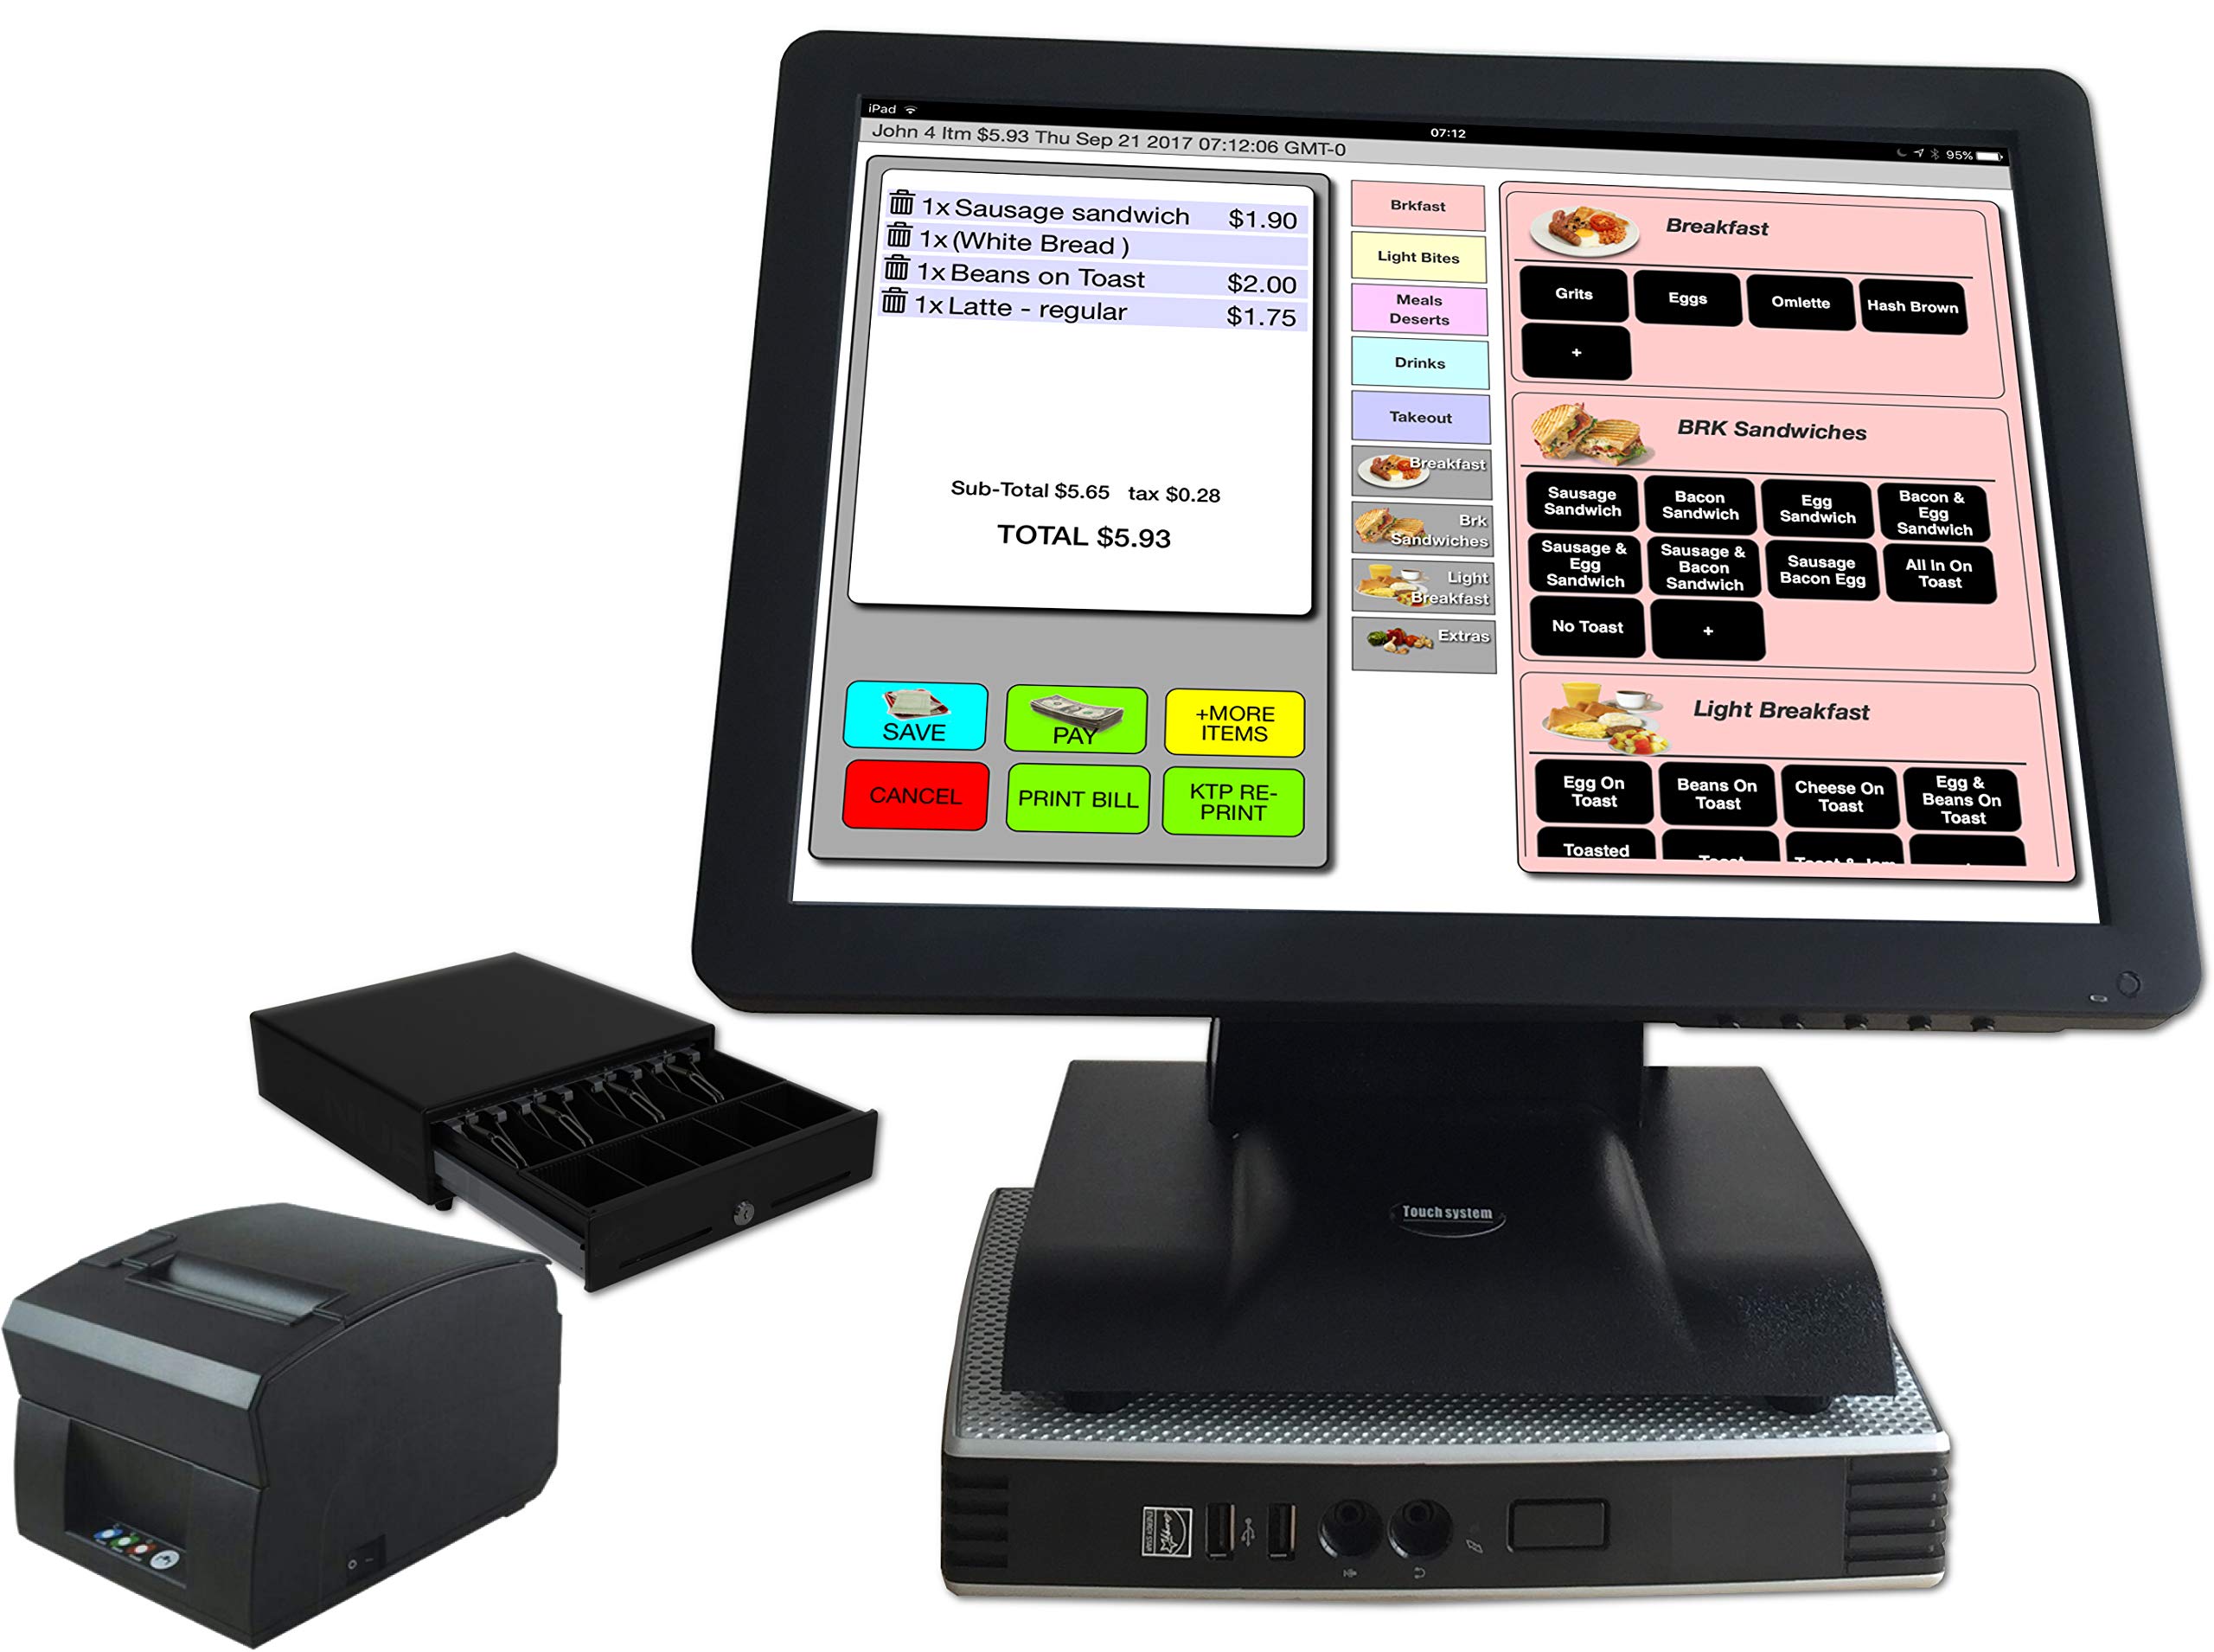 iPad
07:12
95%
John 4 Itm $5.93 Thu Sep 21 2017 07:12:06 GMT-0
1x Sausage sandwich $1.90
1x (White Bread )
1x Beans on Toast $2.00
1x Latte - regular $1.75
Sub-Total $5.65 tax $0.28
TOTAL $5.93
SAVE
PAY
+MORE
ITEMS
CANCEL
PRINT BILL
KTP RE-
PRINT
Brkfast
Light Bites
Meals
Deserts
Drinks
Takeout
Breakfast
Brk
Sandwiches
Light
Breakfast
Extras
Breakfast
Grits
Eggs
Omlette
Hash Brown
+
BRK Sandwiches
Sausage
Sandwich
Bacon
Sandwich
Egg
Sandwich
Bacon &
Egg
Sandwich
Sausage &
Egg
Sandwich
Sausage &
Bacon
Sandwich
Sausage
Bacon Egg
All In On
Toast
No Toast
+
Light Breakfast
Egg On
Toast
Beans On
Toast
Cheese On
Toast
Egg &
Beans On
Toast
Toasted
Toast
Toast & Jam
Touch system
ENERGY STAR